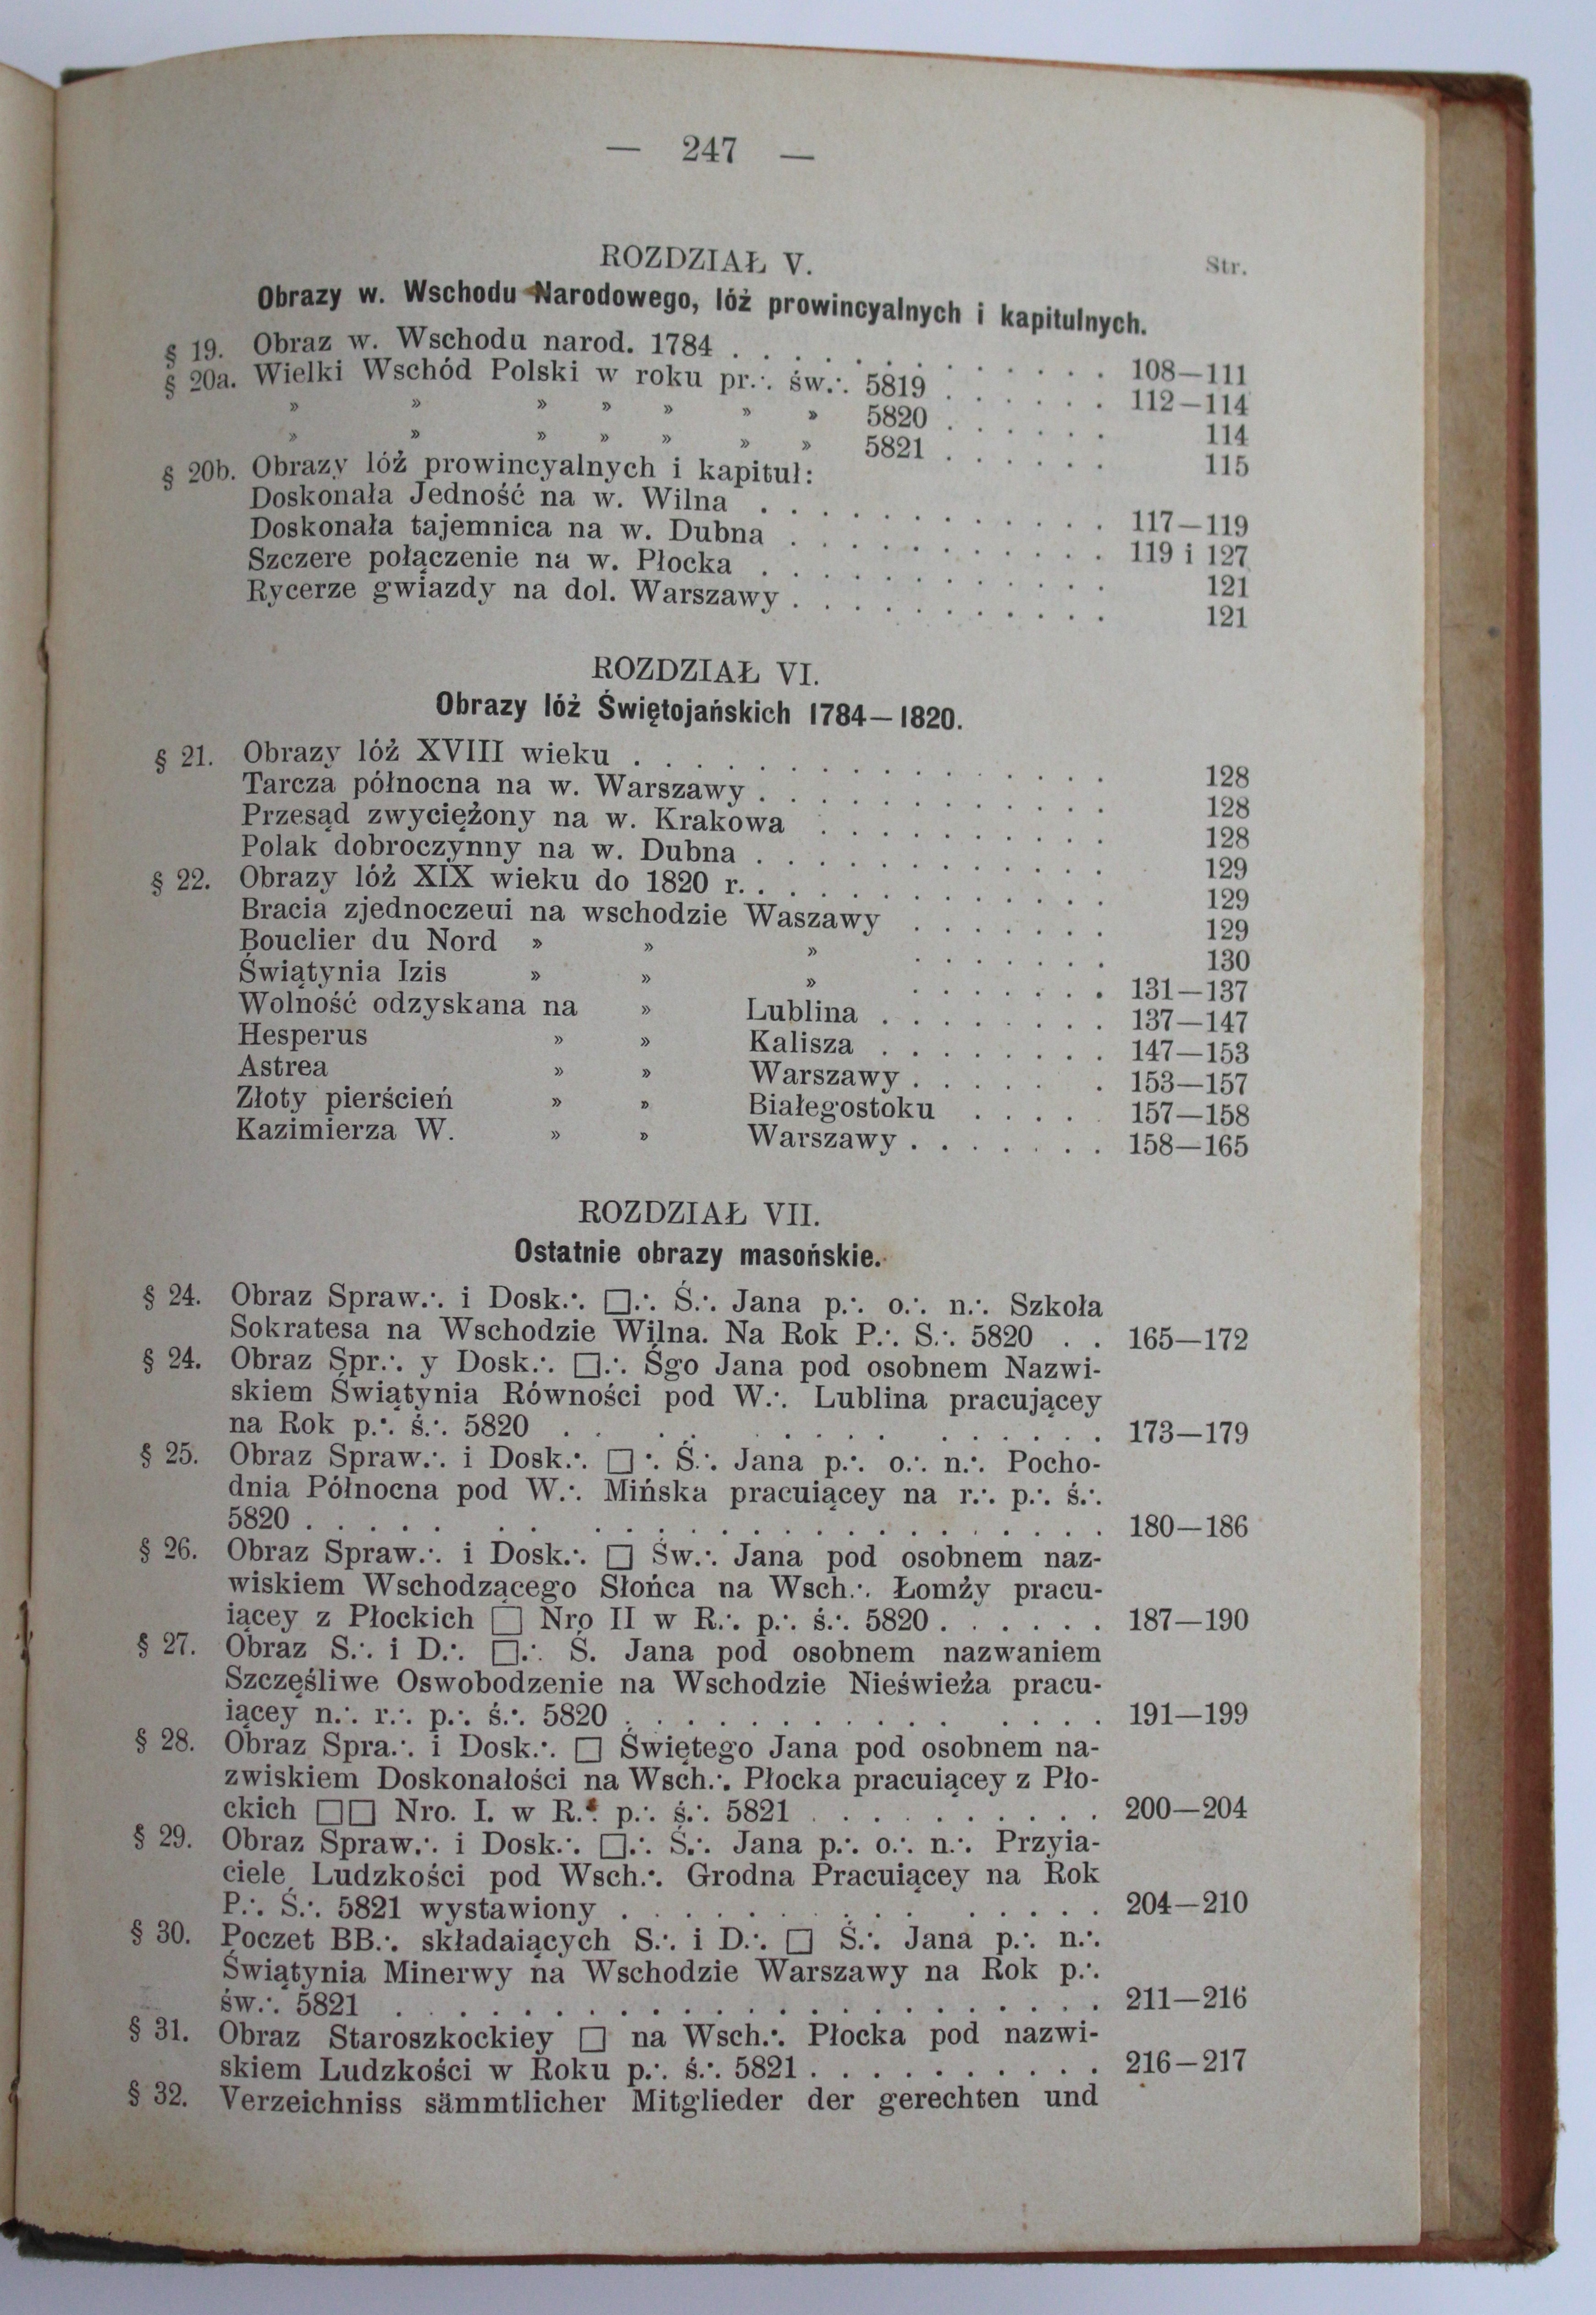 — 247 —
ROZDZIAŁ V.
Str.
Obrazy w. Wschodu Narodowego, lóż prowincyalnych i kapitulnych.
§ 19. Obraz w. Wschodu narod. 1784 . . . . . . . . . . . . 108—111
§ 20a. Wielki Wschód Polski w roku pr.·. św.·. 5819 . . . . . . 112—114
» » » » » » » 5820 . . . . . . 114
» » » » » » » 5821 . . . . . . 115
§ 20b. Obrazy lóż prowincyalnych i kapituł:
Doskonała Jedność na w. Wilna . . . . . . . . . . . . 117—119
Doskonała tajemnica na w. Dubna . . . . . . . . . . . 119 i 127
Szczere połączenie na w. Płocka . . . . . . . . . . . . 121
Rycerze gwiazdy na dol. Warszawy . . . . . . . . . . . 121
ROZDZIAŁ VI.
Obrazy lóż Świętojańskich 1784—1820.
§ 21. Obrazy lóż XVIII wieku . . . . . . . . . . . . . . . 128
Tarcza północna na w. Warszawy . . . . . . . . . . . . 128
Przesąd zwyciężony na w. Krakowa . . . . . . . . . . 128
Polak dobroczynny na w. Dubna . . . . . . . . . . . . 129
§ 22. Obrazy lóż XIX wieku do 1820 r. . . . . . . . . . . . 129
Bracia zjednoczeui na wschodzie Waszawy . . . . . . . 129
Bouclier du Nord » » » . . . . . . . 130
Świątynia Izis » » » . . . . . . . 131—137
Wolność odzyskana na » Lublina . . . . . . . . 137—147
Hesperus » » Kalisza . . . . . . . . 147—153
Astrea » » Warszawy . . . . . . 153—157
Złoty pierścień » » Białegostoku . . . . . 157—158
Kazimierza W. » » Warszawy . . . . . . . 158—165
ROZDZIAŁ VII.
Ostatnie obrazy masońskie.
§ 24. Obraz Spraw.·. i Dosk.·. □.·. Ś.·. Jana p.·. o.·. n.·. Szkoła
Sokratesa na Wschodzie Wilna. Na Rok P.·. S.·. 5820 . . 165—172
§ 24. Obraz Spr.·. y Dosk.·. □.·. Śgo Jana pod osobnem Nazwi-
skiem Świątynia Równości pod W.·. Lublina pracującey
na Rok p.·. ś.·. 5820 . . . . . . . . . . . . . . 173—179
§ 25. Obraz Spraw.·. i Dosk.·. □ ·. Ś.·. Jana p.·. o.·. n.·. Pocho-
dnia Północna pod W.·. Mińska pracuiącey na r.·. p.·. ś.·.
5820 . . . . . . . . . . . . . . . . . . . . . . . 180—186
§ 26. Obraz Spraw.·. i Dosk.·. □ Św.·. Jana pod osobnem naz-
wiskiem Wschodzącego Słońca na Wsch.·. Łomży pracu-
iącey z Płockich □ Nro II w R.·. p.·. ś.·. 5820 . . . . . . 187—190
§ 27. Obraz S.·. i D.·. □.·. Ś. Jana pod osobnem nazwaniem
Szczęśliwe Oswobodzenie na Wschodzie Nieświeża pracu-
iącey n.·. r.·. p.·. ś.·. 5820 . . . . . . . . . . . . . . 191—199
§ 28. Obraz Spra.·. i Dosk.·. □ Świętego Jana pod osobnem na-
zwiskiem Doskonałości na Wsch.·. Płocka pracuiącey z Pło-
ckich □□ Nro. I. w R.·. p.·. ś.·. 5821 . . . . . . . . . . 200—204
§ 29. Obraz Spraw.·. i Dosk.·. □.·. Ś.·. Jana p.·. o.·. n.·. Przyia-
ciele Ludzkości pod Wsch.·. Grodna Pracuiącey na Rok
P.·. Ś.·. 5821 wystawiony . . . . . . . . . . . . . . 204—210
§ 30. Poczet BB.·. składaiących S.·. i D.·. □ Ś.·. Jana p.·. n.·.
Świątynia Minerwy na Wschodzie Warszawy na Rok p.·.
św.·. 5821 . . . . . . . . . . . . . . . . . . . . . 211—216
§ 31. Obraz Staroszkockiey □ na Wsch.·. Płocka pod nazwi-
skiem Ludzkości w Roku p.·. ś.·. 5821 . . . . . . . . . . 216—217
§ 32. Verzeichniss sämmtlicher Mitglieder der gerechten und